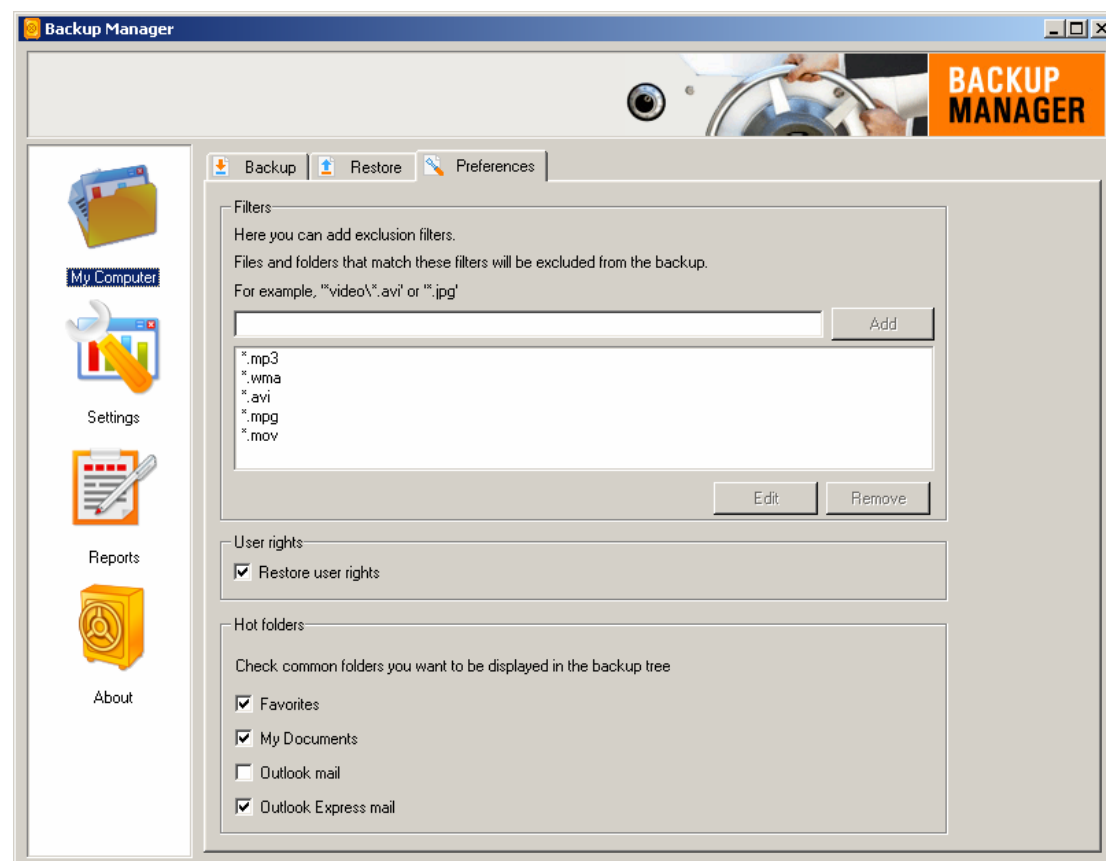 Backup Manager
BACKUP
MANAGER
Backup
Restore
Preferences
My Computer
Settings
Reports
About
Filters
Here you can add exclusion filters.
Files and folders that match these filters will be excluded from the backup.
For example, '*video\*.avi' or '*.jpg'
Add
*.mp3
*.wma
*.avi
*.mpg
*.mov
Edit
Remove
User rights
Restore user rights
Hot folders
Check common folders you want to be displayed in the backup tree
Favorites
My Documents
Outlook mail
Outlook Express mail